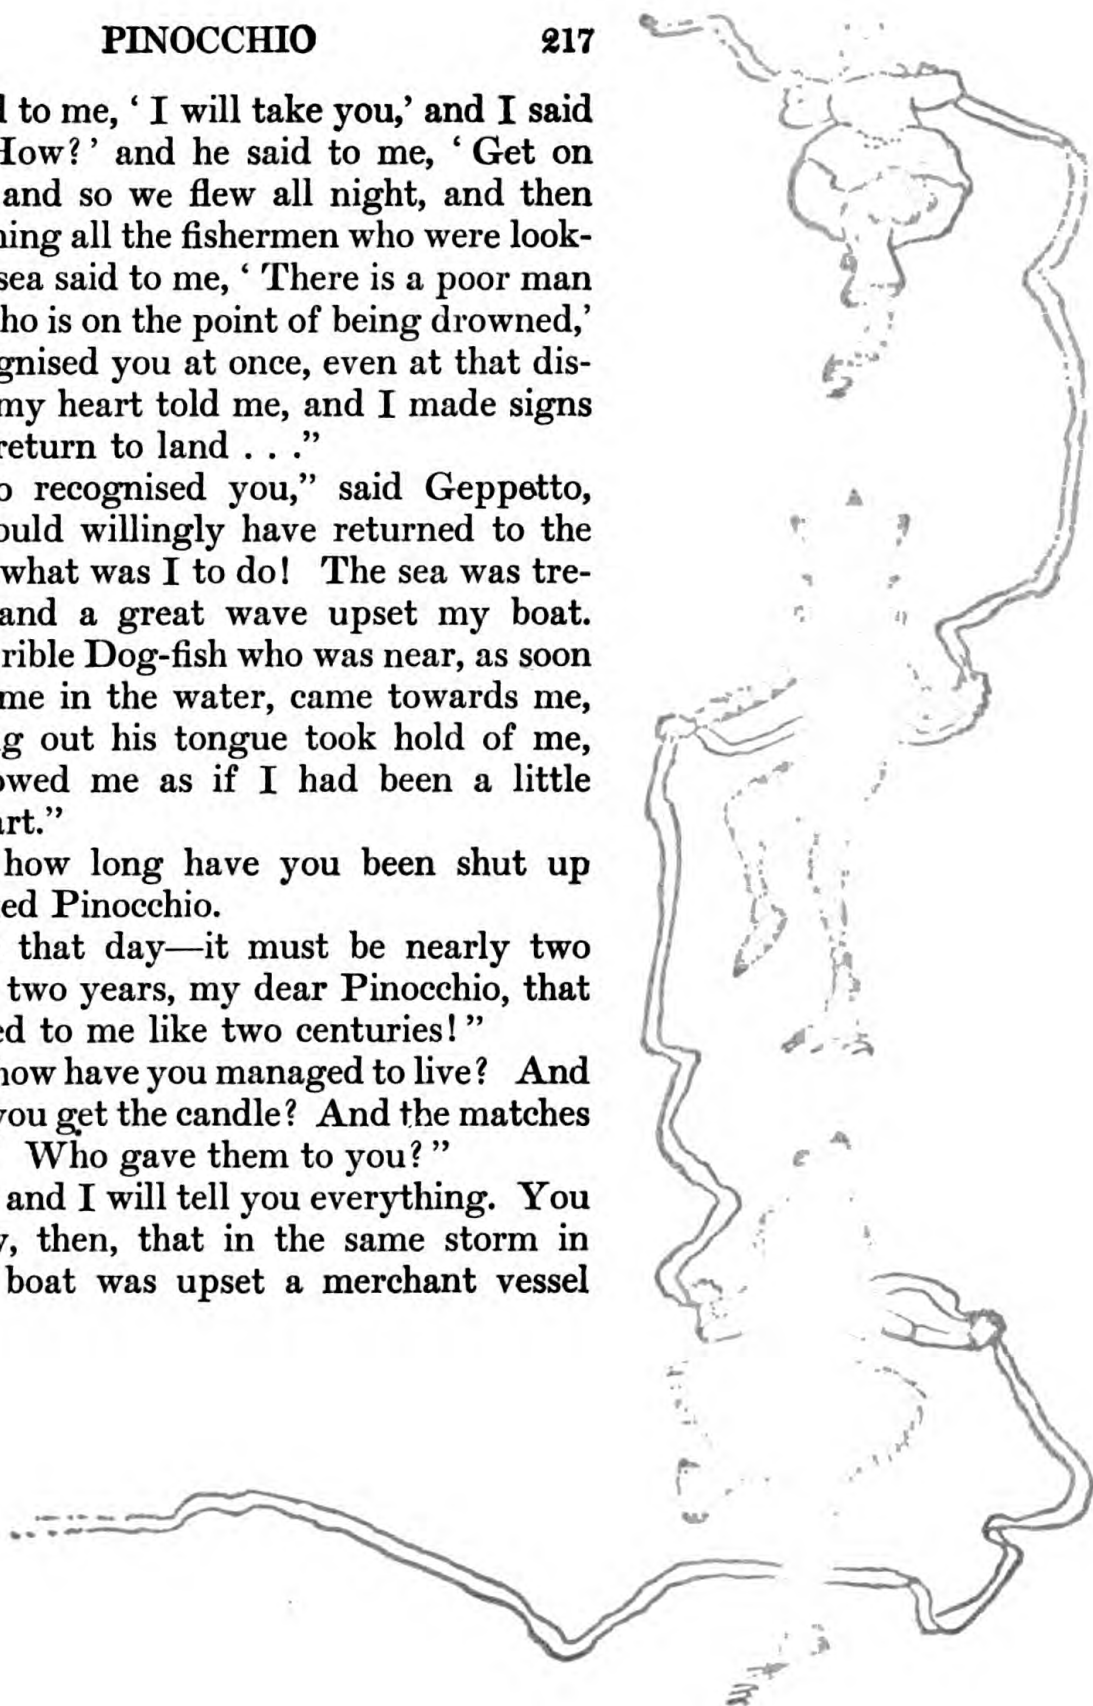 PINOCCHIO 217
to me, ‘ I will take you,’ and I said
How? ’ and he said to me, ‘ Get on
and so we flew all night, and then
ning all the fishermen who were look-
sea said to me, ‘ There is a poor man
ho is on the point of being drowned,’
gnised you at once, even at that dis-
my heart told me, and I made signs
return to land . . .”
o recognised you,” said Geppetto,
ould willingly have returned to the
what was I to do! The sea was tre-
and a great wave upset my boat.
rible Dog-fish who was near, as soon
me in the water, came towards me,
g out his tongue took hold of me,
owed me as if I had been a little
art.”
how long have you been shut up
ed Pinocchio.
that day—it must be nearly two
two years, my dear Pinocchio, that
ed to me like two centuries! ”
how have you managed to live? And
you get the candle? And the matches
Who gave them to you? ”
and I will tell you everything. You
, then, that in the same storm in
boat was upset a merchant vessel